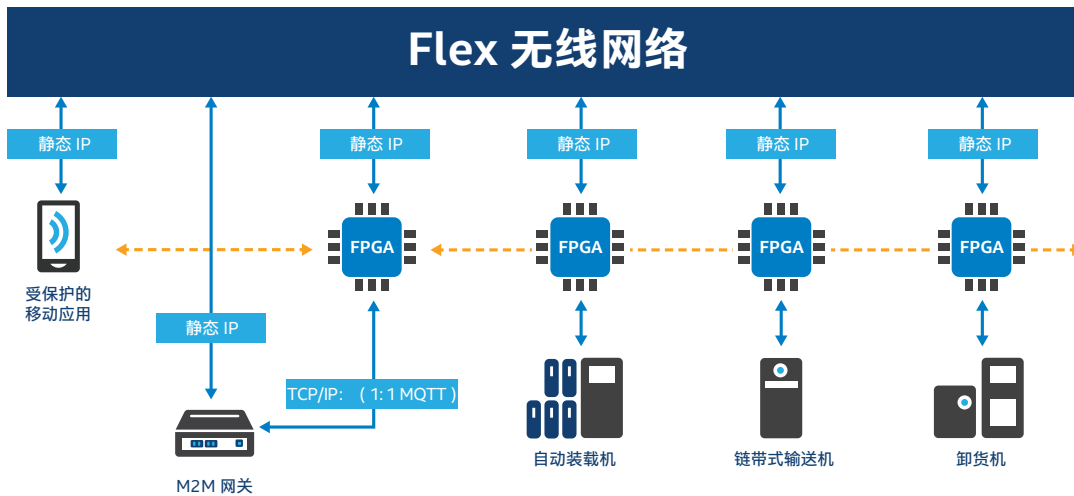 Flex 无线网络
静态 IP
静态 IP
静态 IP
静态 IP
静态 IP
FPGA
FPGA
FPGA
FPGA
受保护的
移动应用
静态 IP
TCP/IP: （1:1 MQTT）
M2M 网关
自动装载机
链带式输送机
卸货机